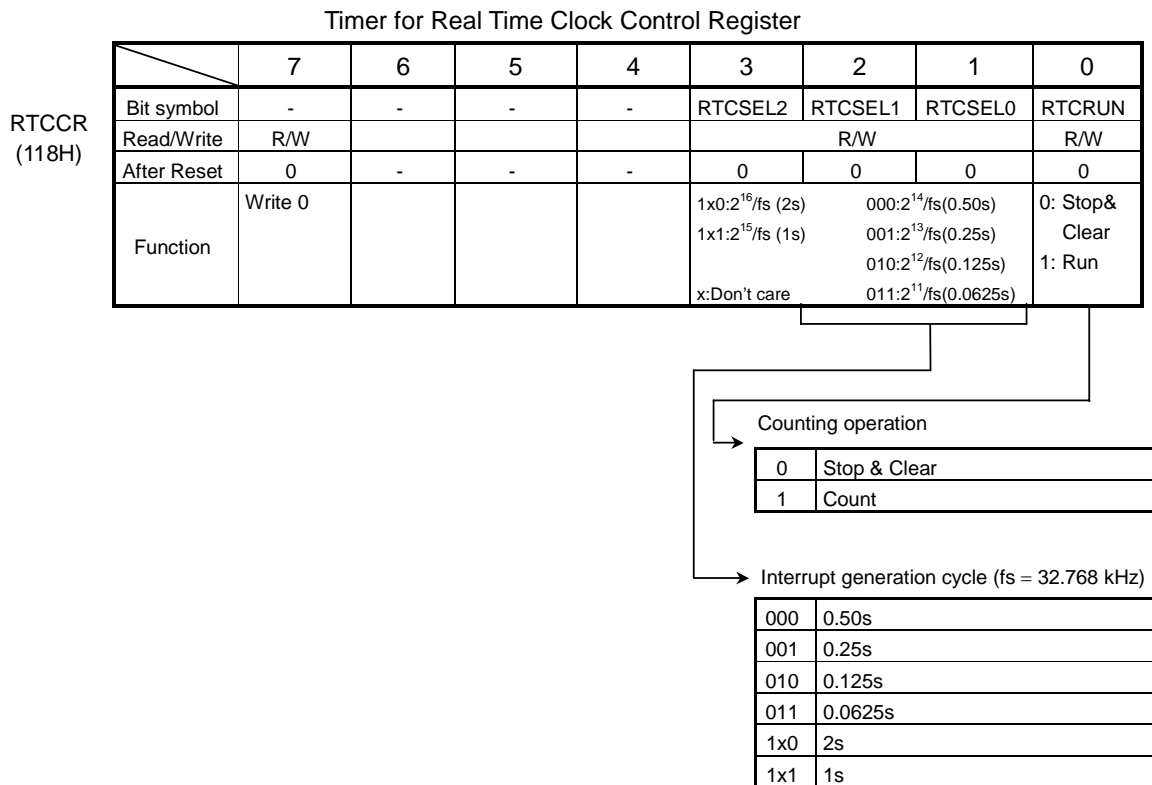 Timer for Real Time Clock Control Register
7 6 5 4 3 2 1 0
RTCCR
(118H)
Bit symbol - - - - RTCSEL2 RTCSEL1 RTCSEL0 RTCRUN
Read/Write R/W R/W R/W
After Reset 0 - - - 0 0 0 0
Function
Write 0
1x0:2^16/fs (2s) 000:2^14/fs(0.50s) 0: Stop&
1x1:2^15/fs (1s) 001:2^13/fs(0.25s) Clear
010:2^12/fs(0.125s) 1: Run
x:Don't care 011:2^11/fs(0.0625s)
Counting operation
0 Stop & Clear
1 Count
Interrupt generation cycle (fs = 32.768 kHz)
000 0.50s
001 0.25s
010 0.125s
011 0.0625s
1x0 2s
1x1 1s